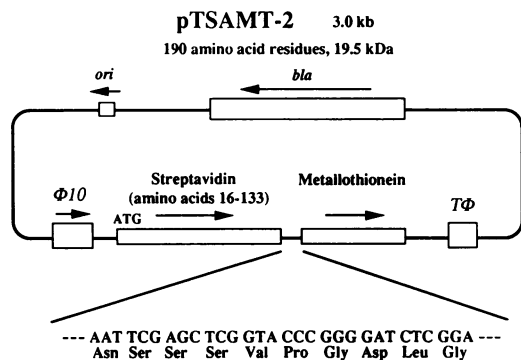 pTSAMT-2 3.0 kb
190 amino acid residues, 19.5 kDa
ori bla
Φ10 Streptavidin Metallothionein TΦ
(amino acids 16-133)
ATG
--- AAT TCG AGC TCG GTA CCC GGG GAT CTC GGA ---
Asn Ser Ser Ser Val Pro Gly Asp Leu Gly